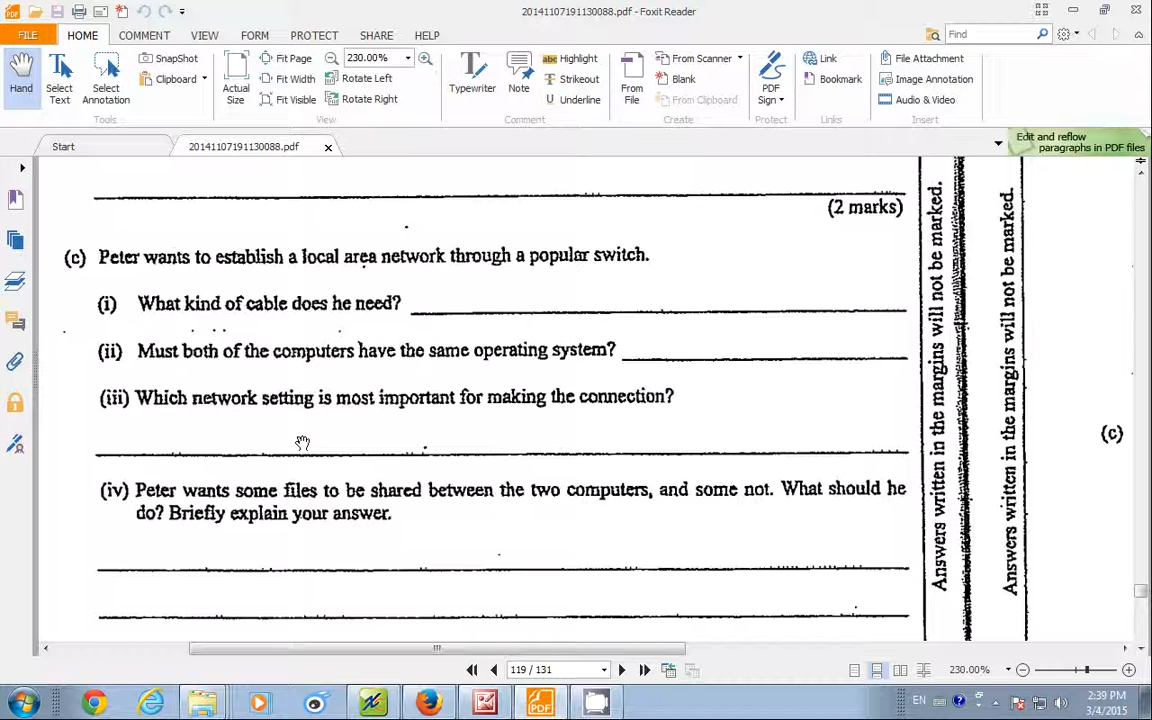 20141107191130088.pdf - Foxit Reader
FILE HOME COMMENT VIEW FORM PROTECT SHARE HELP
Find
Hand
Select Text
Select Annotation
SnapShot
Clipboard
Tools
Actual Size
Fit Page
Fit Width
Fit Visible
230.00%
Rotate Left
Rotate Right
View
Typewriter
Note
Highlight
Strikeout
Underline
Comment
From File
From Scanner
Blank
From Clipboard
Create
PDF Sign
Protect
Link
Bookmark
Links
File Attachment
Image Annotation
Audio & Video
Insert
Start
20141107191130088.pdf
Edit and reflow
paragraphs in PDF files
(2 marks)
(c) Peter wants to establish a local area network through a popular switch.
(i) What kind of cable does he need?
(ii) Must both of the computers have the same operating system?
(iii) Which network setting is most important for making the connection?
(iv) Peter wants some files to be shared between the two computers, and some not. What should he
do? Briefly explain your answer.
Answers written in the margins will not be marked.
Answers written in the margins will not be marked.
(c)
119 / 131
230.00%
EN
2:39 PM
3/4/2015